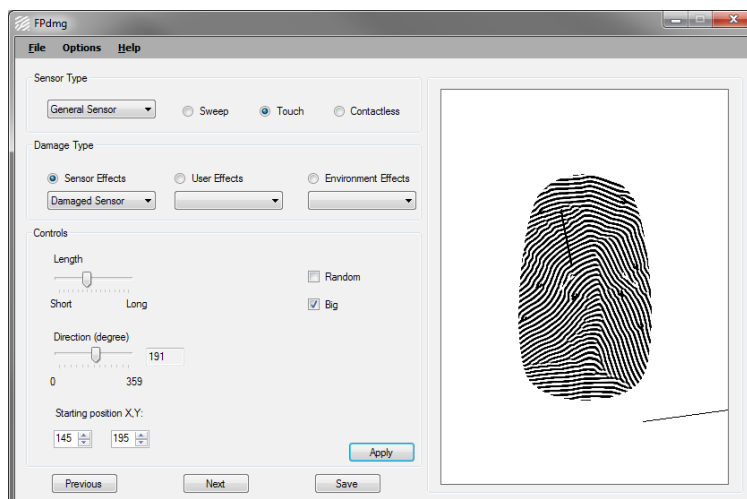 FPdmg
File Options Help
Sensor Type
General Sensor Sweep Touch Contactless
Damage Type
Sensor Effects User Effects Environment Effects
Damaged Sensor
Controls
Length
Random
Short Long Big
Direction (degree)
191
0 359
Starting position X,Y:
145 195
Apply
Previous Next Save